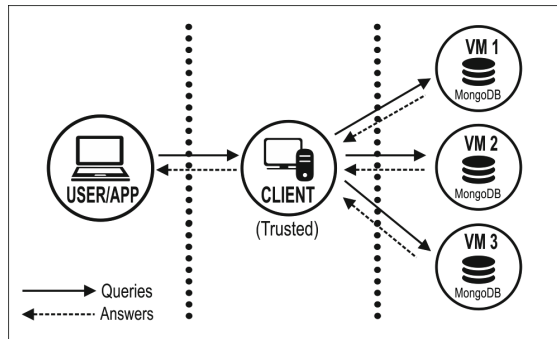 VM 1
MongoDB
USER/APP
CLIENT
(Trusted)
VM 2
MongoDB
VM 3
MongoDB
Queries
Answers